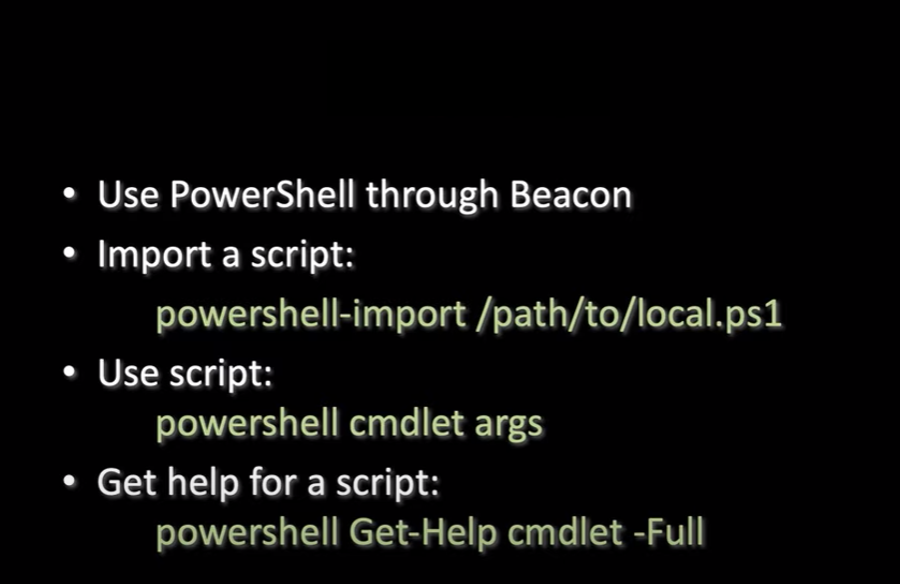 • Use PowerShell through Beacon
• Import a script:
powershell-import /path/to/local.ps1
• Use script:
powershell cmdlet args
• Get help for a script:
powershell Get-Help cmdlet -Full